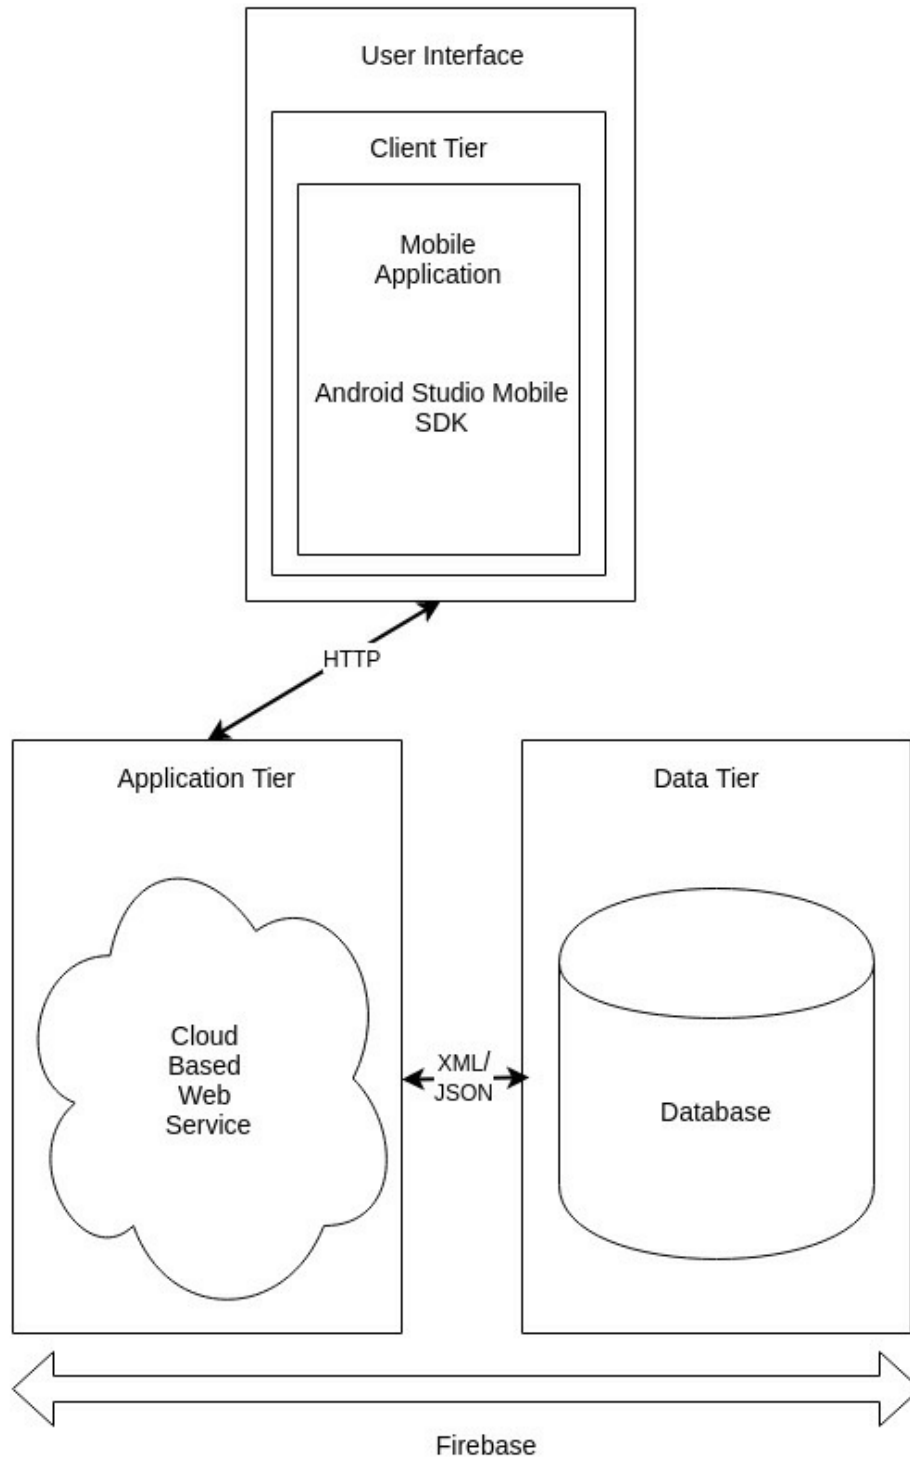 User Interface
Client Tier
Mobile
Application
Android Studio Mobile
SDK
HTTP
Application Tier
Data Tier
Cloud
Based
Web
Service
XML/
JSON
Database
Firebase